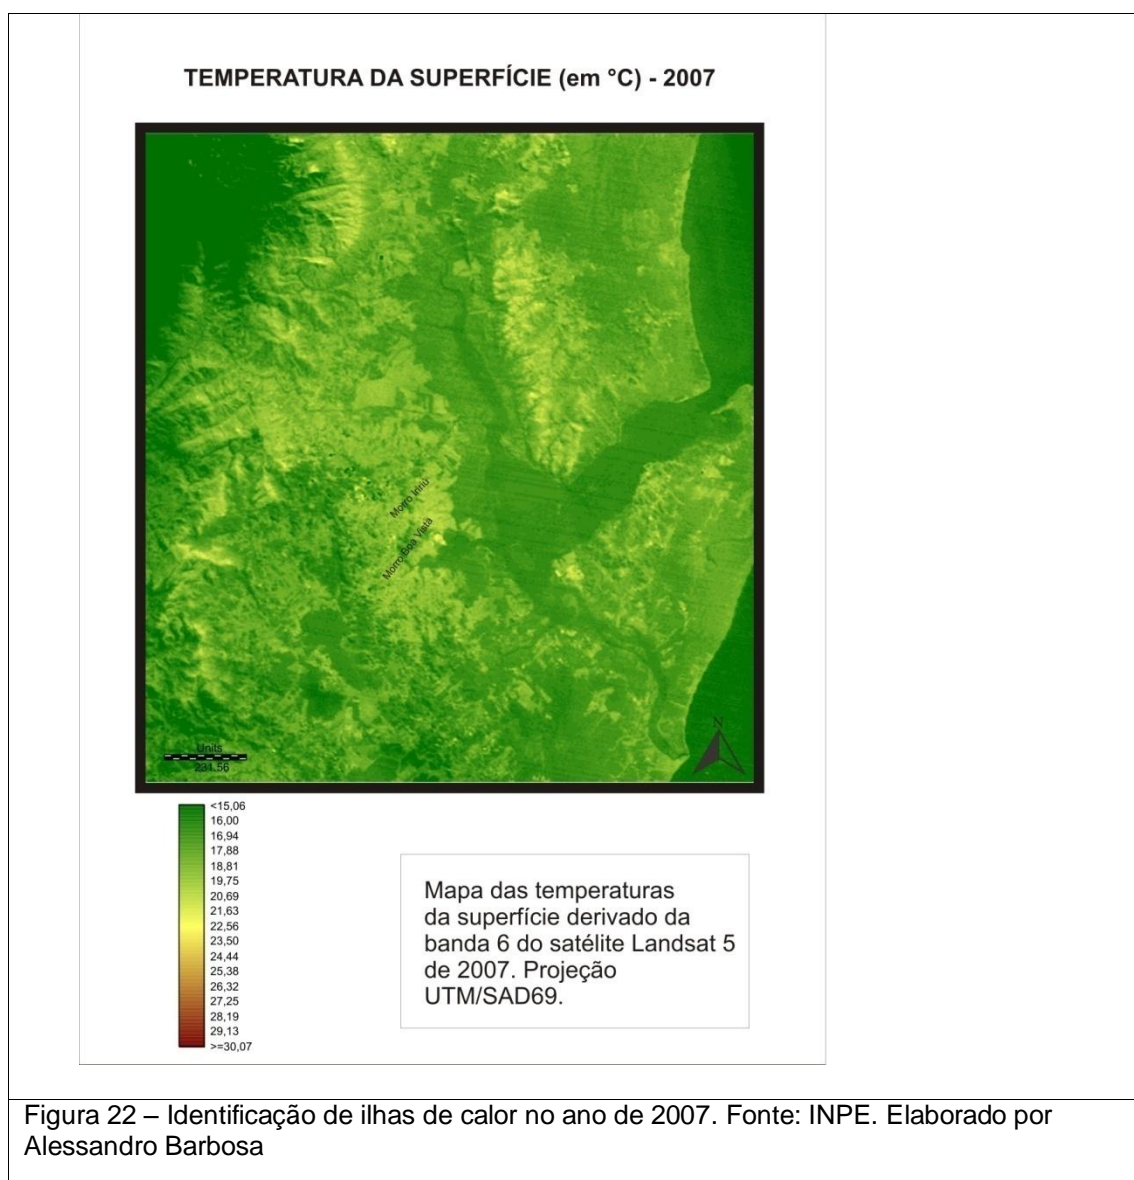 TEMPERATURA DA SUPERFÍCIE (em °C) - 2007
Morro Iririu
Morro Boa Vista
N
Units
231.56
<15,06
16,00
16,94
17,88
18,81
19,75
20,69
21,63
22,56
23,50
24,44
25,38
26,32
27,25
28,19
29,13
>=30,07
Mapa das temperaturas
da superfície derivado da
banda 6 do satélite Landsat 5
de 2007. Projeção
UTM/SAD69.
Figura 22 – Identificação de ilhas de calor no ano de 2007. Fonte: INPE. Elaborado por
Alessandro Barbosa